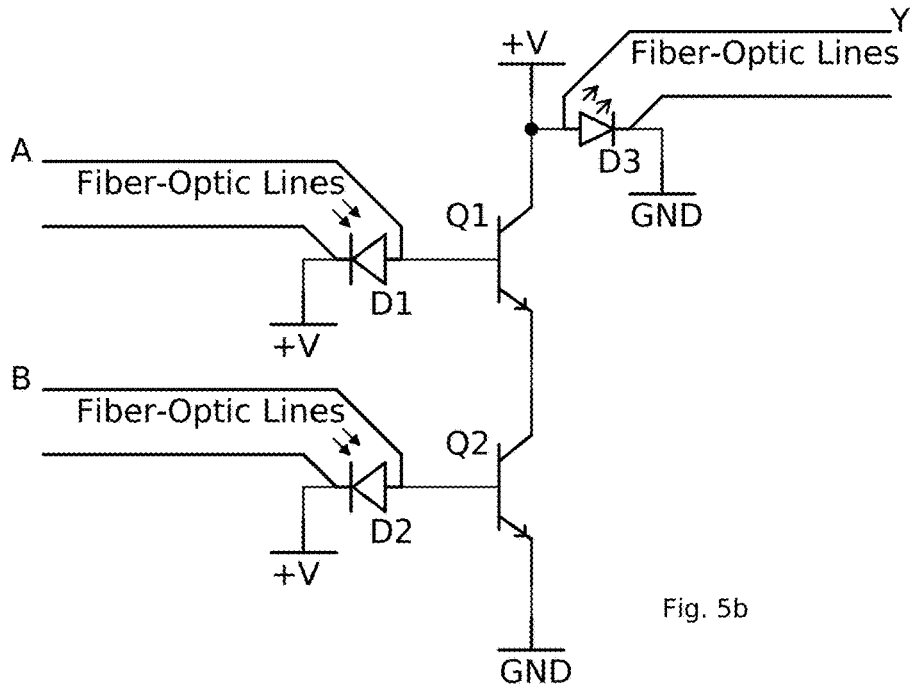 Y
+V
Fiber-Optic Lines
A
D3
Fiber-Optic Lines
Q1
GND
D1
+V
B
Fiber-Optic Lines
Q2
D2
+V
Fig. 5b
GND